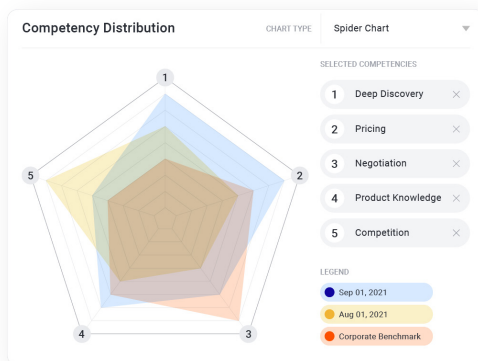 Competency Distribution
CHART TYPE
Spider Chart
SELECTED COMPETENCIES
1 Deep Discovery
2 Pricing
3 Negotiation
4 Product Knowledge
5 Competition
LEGEND
Sep 01, 2021
Aug 01, 2021
Corporate Benchmark
1
2
3
4
5